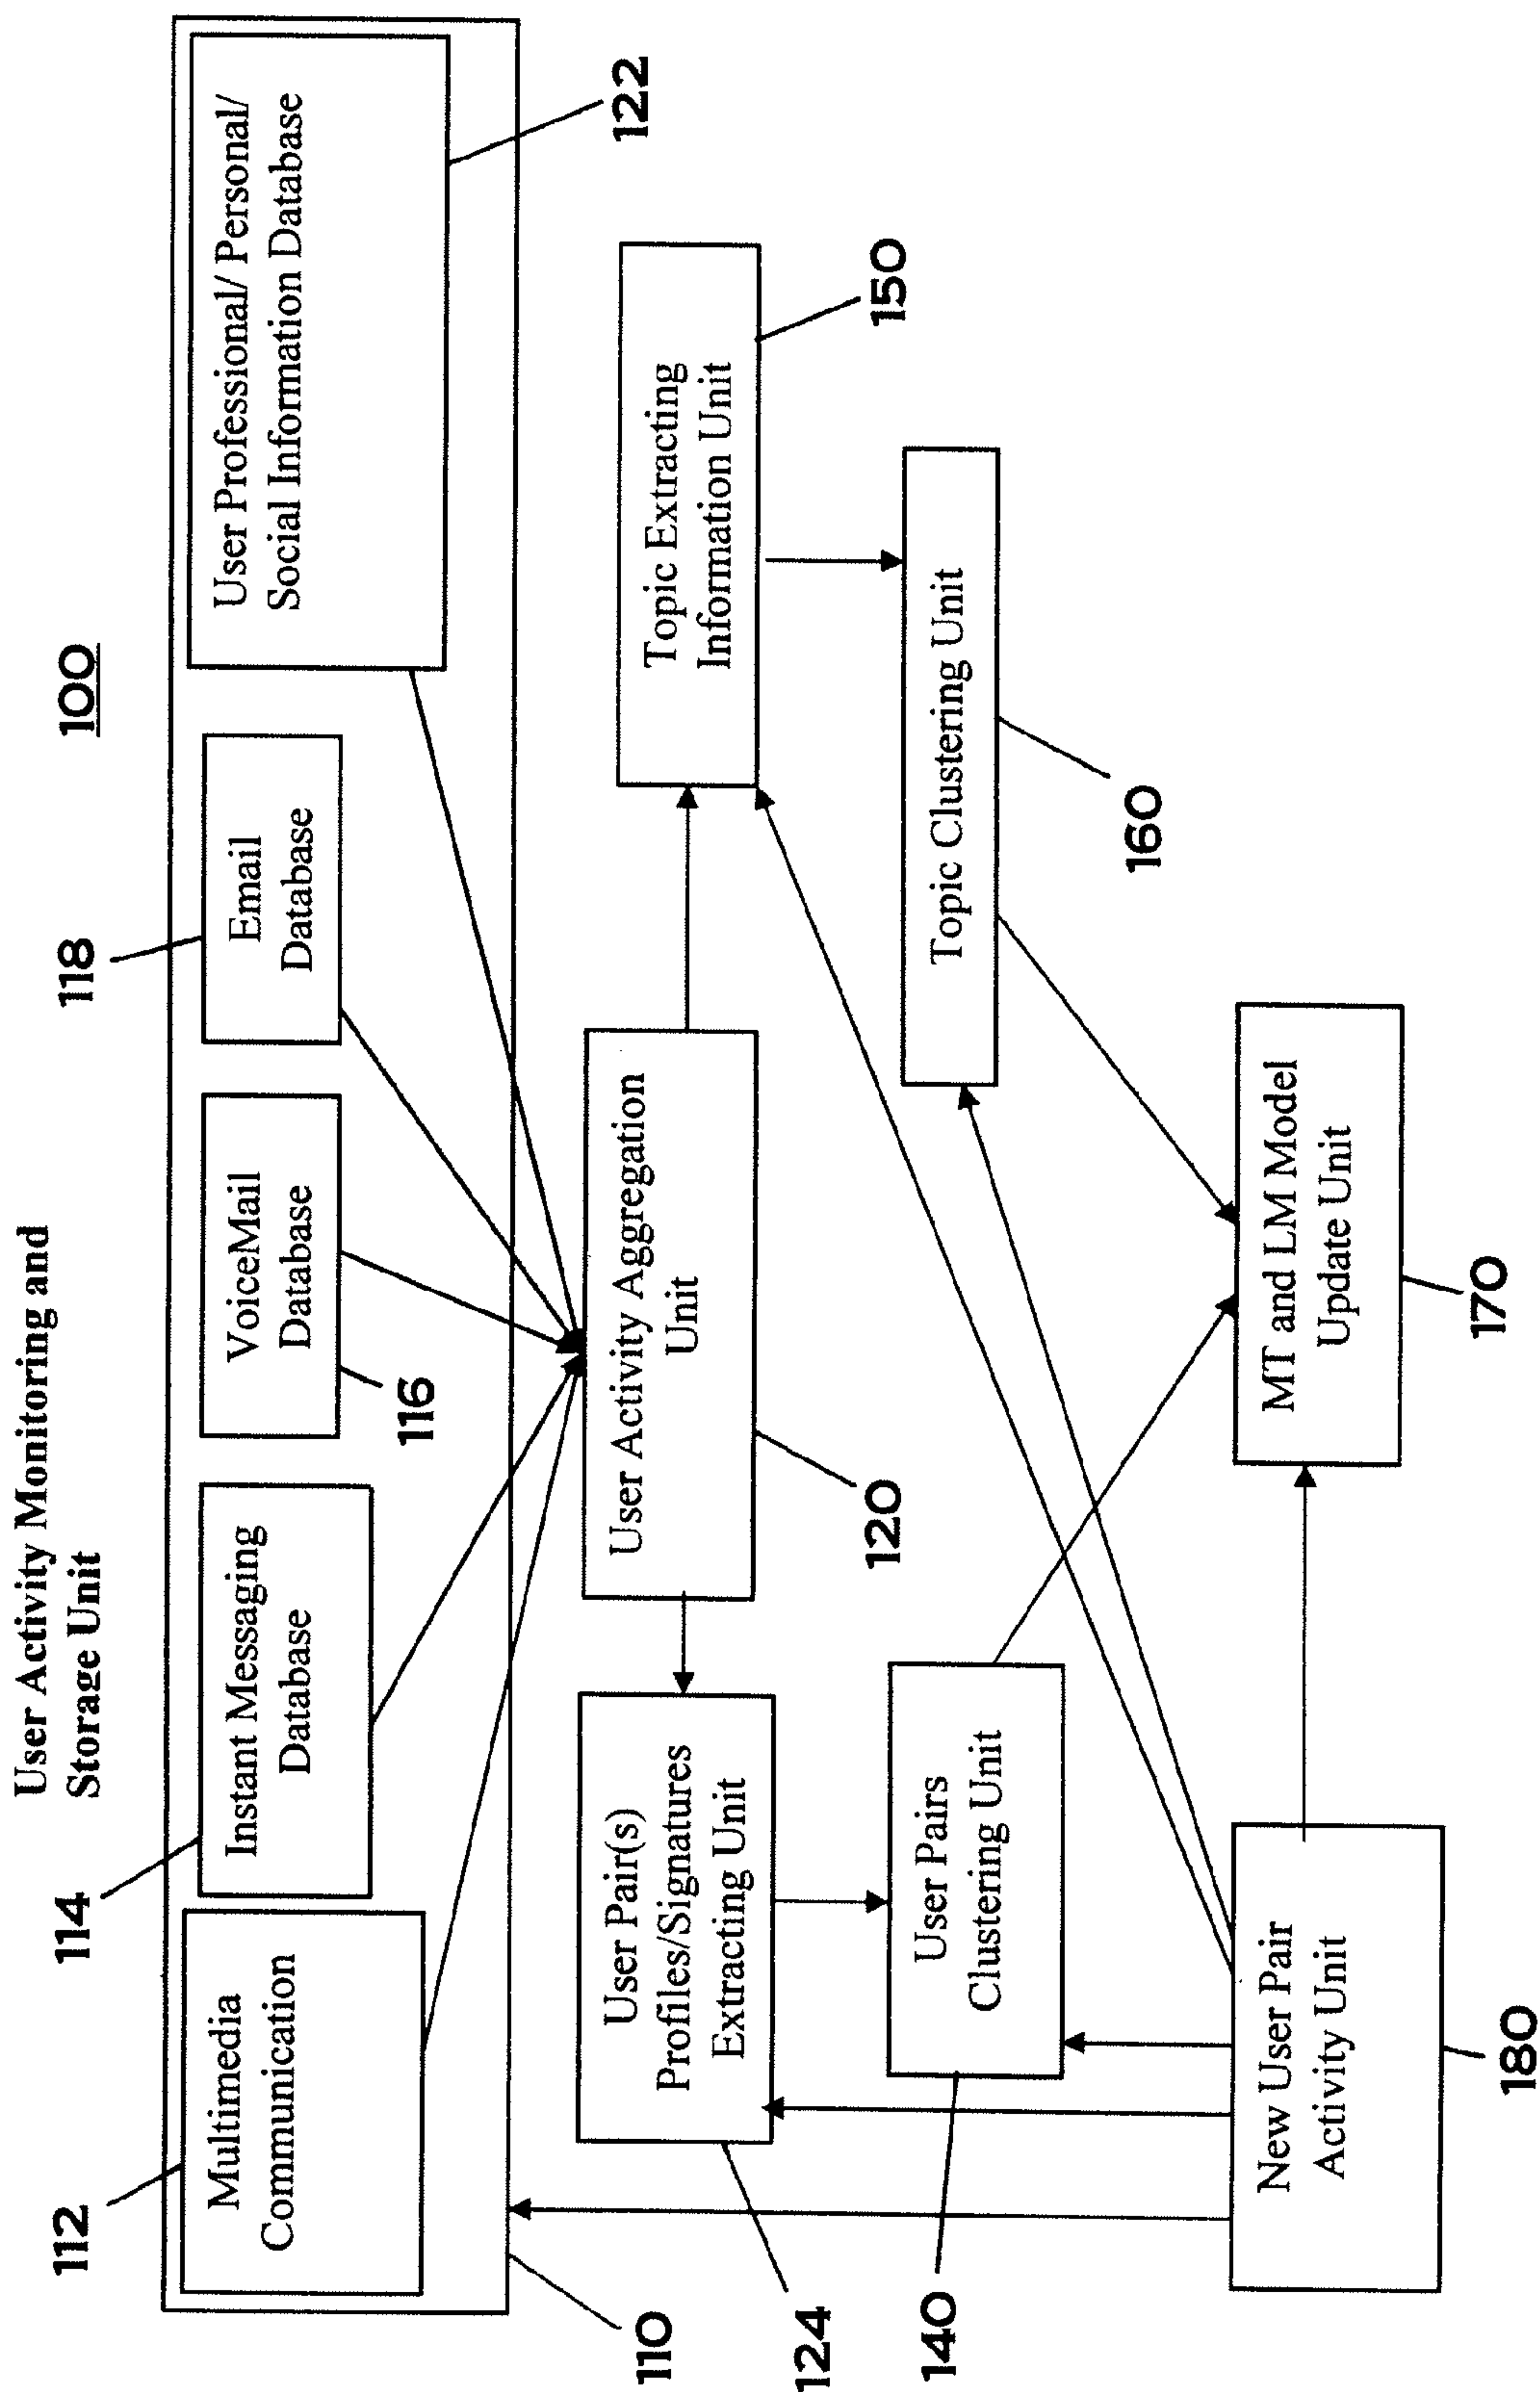 User Activity Monitoring and
Storage Unit
100
112
114
118
Multimedia
Communication
Instant Messaging
Database
VoiceMail
Database
Email
Database
User Professional/ Personal/
Social Information Database
116
122
110
User Pair(s)
Profiles/Signatures
Extracting Unit
User Activity Aggregation
Unit
Topic Extracting
Information Unit
124
120
150
User Pairs
Clustering Unit
Topic Clustering Unit
140
160
New User Pair
Activity Unit
MT and LM Model
Update Unit
180
170